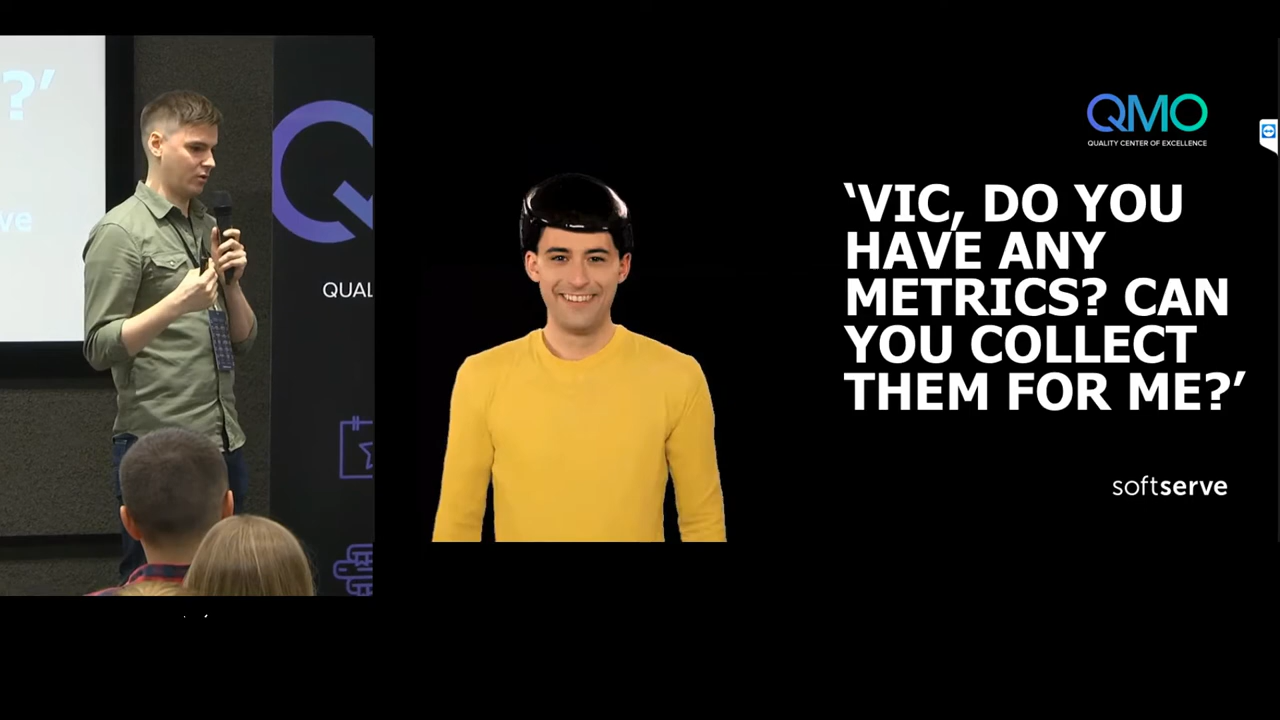 ?’
ve
QUAL
QMO
QUALITY CENTER OF EXCELLENCE
‘VIC, DO YOU
HAVE ANY
METRICS? CAN
YOU COLLECT
THEM FOR ME?’
softserve